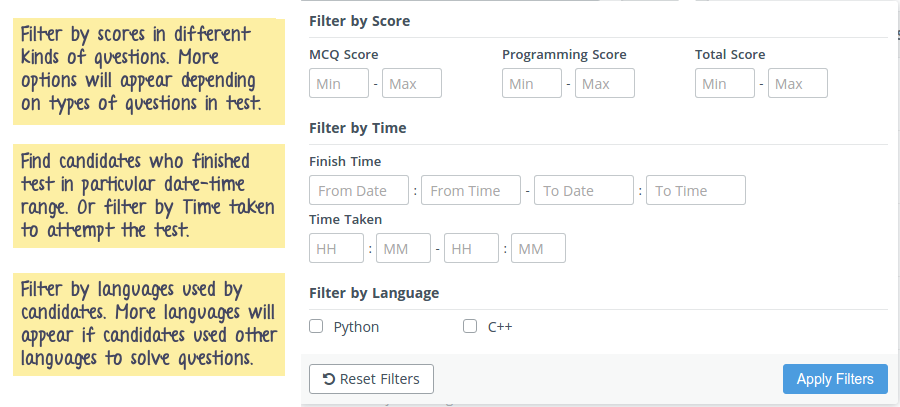 Filter by scores in different
kinds of questions. More
options will appear depending
on types of questions in test.
Find candidates who finished
test in particular date-time
range. Or filter by Time taken
to attempt the test.
Filter by languages used by
candidates. More languages will
appear if candidates used other
languages to solve questions.
Filter by Score
MCQ Score Programming Score Total Score
Min - Max Min - Max Min - Max
Filter by Time
Finish Time
From Date : From Time - To Date : To Time
Time Taken
HH : MM - HH : MM
Filter by Language
Python C++
Reset Filters Apply Filters